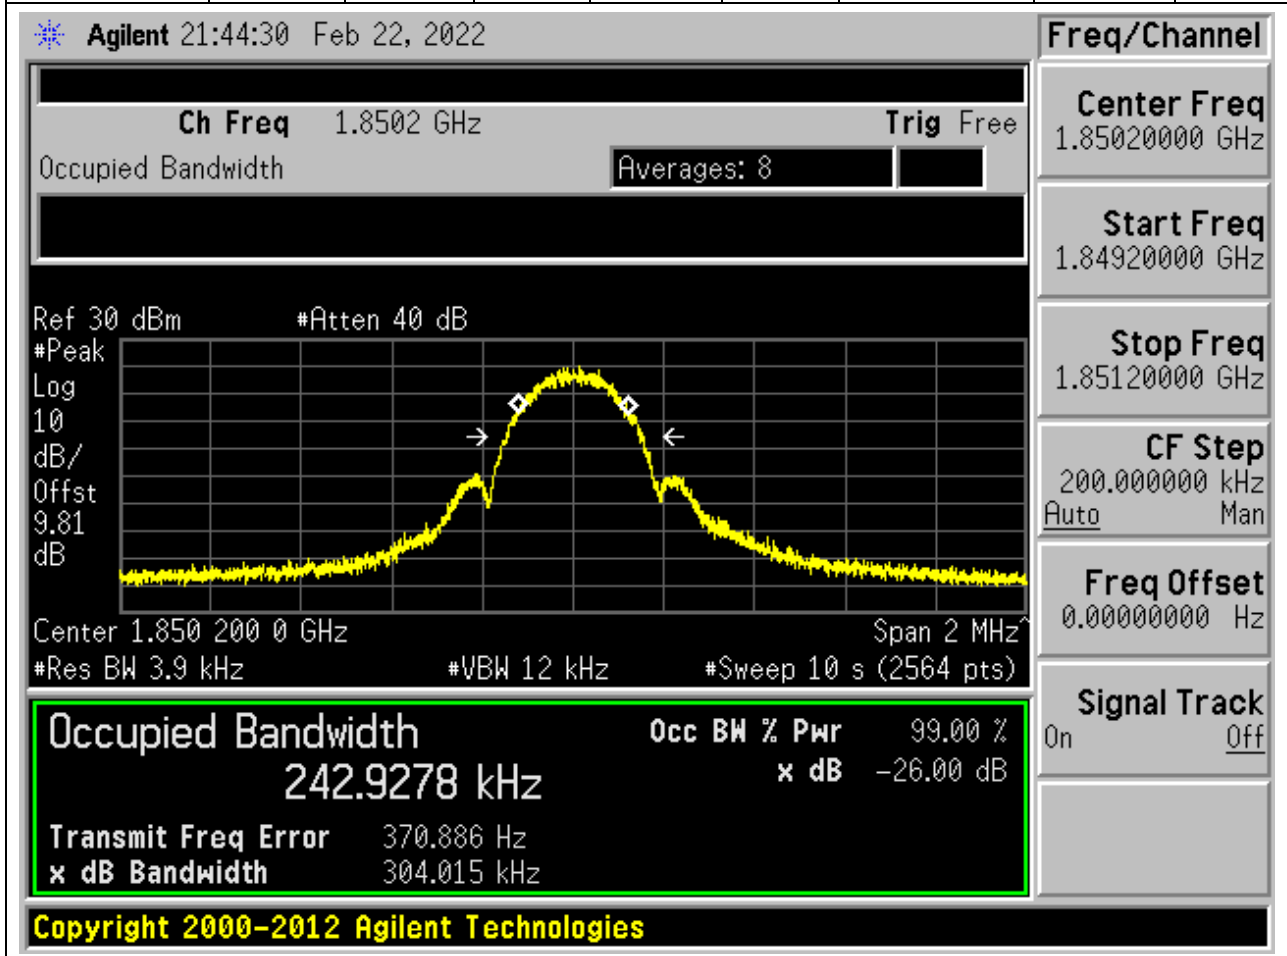 Agilent 21:44:30 Feb 22, 2022
Freq/Channel
Ch Freq 1.8502 GHz Trig Free
Occupied Bandwidth Averages: 8
Center Freq
1.85020000 GHz
Start Freq
1.84920000 GHz
Stop Freq
1.85120000 GHz
CF Step
200.000000 kHz
Auto Man
Freq Offset
0.00000000 Hz
Signal Track
On Off
Ref 30 dBm #Atten 40 dB
#Peak
Log
10
dB/
Offst
9.81
dB
Center 1.850 200 0 GHz Span 2 MHz^
#Res BW 3.9 kHz #VBW 12 kHz #Sweep 10 s (2564 pts)
Occupied Bandwidth
242.9278 kHz
Occ BW % Pwr 99.00 %
x dB -26.00 dB
Transmit Freq Error 370.886 Hz
x dB Bandwidth 304.015 kHz
Copyright 2000-2012 Agilent Technologies